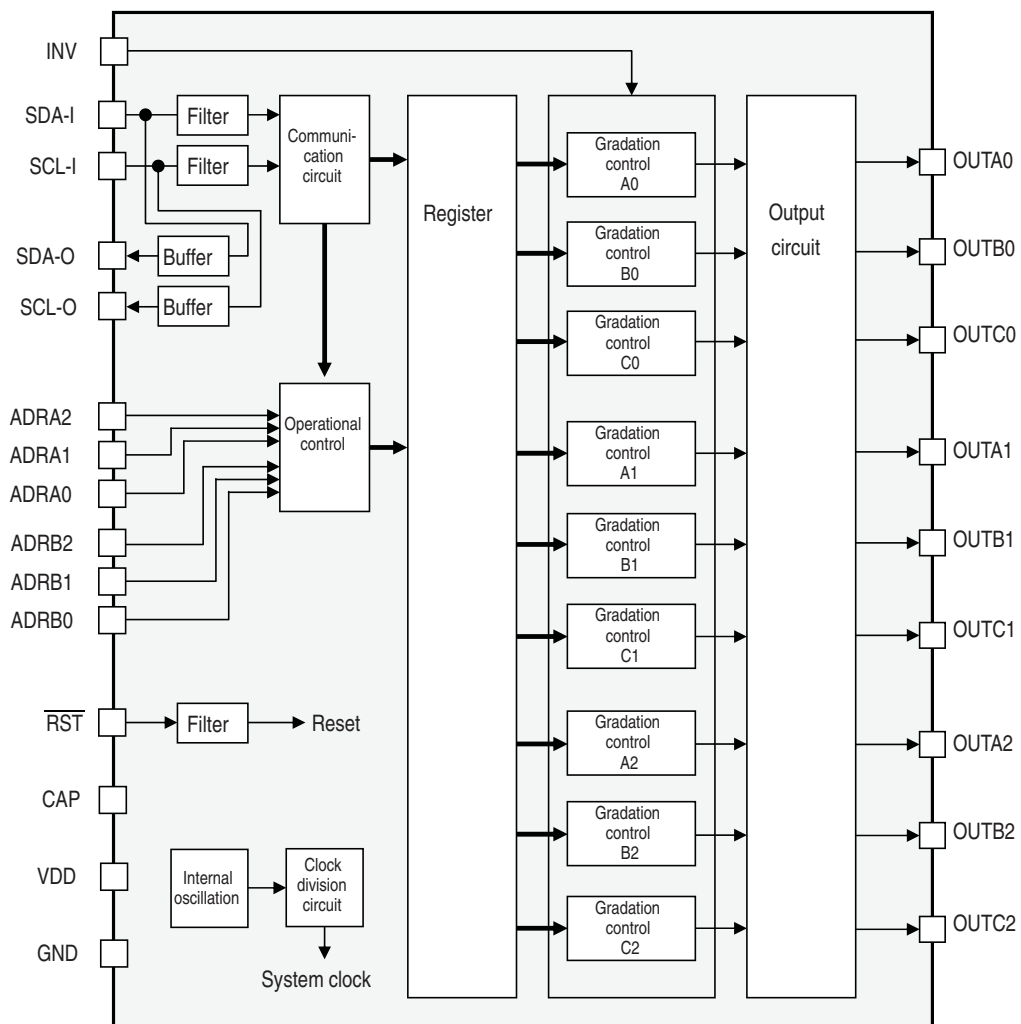 INV
SDA-I
SCL-I
SDA-O
SCL-O
ADRA2
ADRA1
ADRA0
ADRB2
ADRB1
ADRB0
RST
CAP
VDD
GND
Filter
Filter
Buffer
Buffer
Communi-
cation
circuit
Operational
control
Filter
Reset
Internal
oscillation
Clock
division
circuit
System clock
Register
Gradation
control
A0
Gradation
control
B0
Gradation
control
C0
Gradation
control
A1
Gradation
control
B1
Gradation
control
C1
Gradation
control
A2
Gradation
control
B2
Gradation
control
C2
Output
circuit
OUTA0
OUTB0
OUTC0
OUTA1
OUTB1
OUTC1
OUTA2
OUTB2
OUTC2